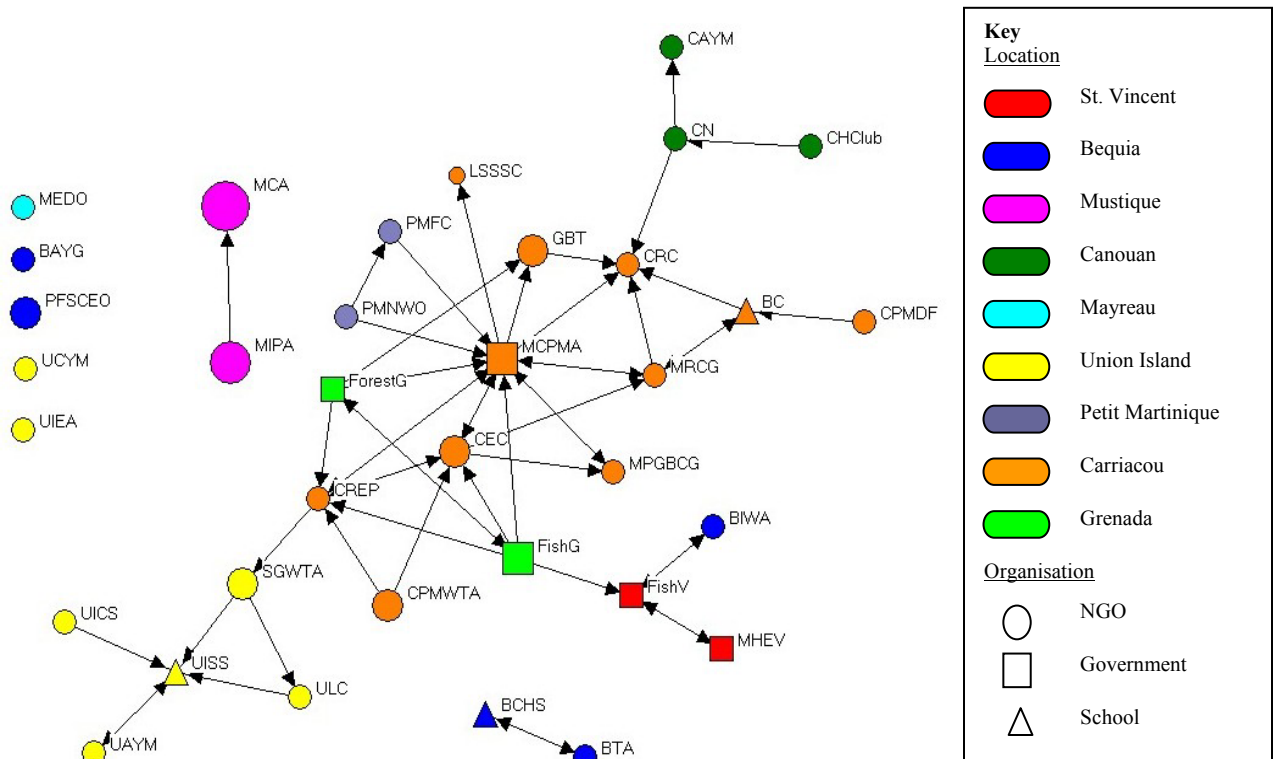 CAYM
CN
CHClub
LSSSC
MCA
MEDO
PMFC
GBT
CRC
BAYG
BC
PFSCEO
PMNWO
CPMDF
MIPA
MCPMA
UCYM
MRCG
ForestG
UIEA
CEC
MPGBCG
CREP
BIWA
FishG
SGWTA
FishV
CPMWTA
UICS
MHEV
UISS
ULC
BCHS
UAYM
BTA
Key
Location
St. Vincent
Bequia
Mustique
Canouan
Mayreau
Union Island
Petit Martinique
Carriacou
Grenada
Organisation
NGO
Government
School